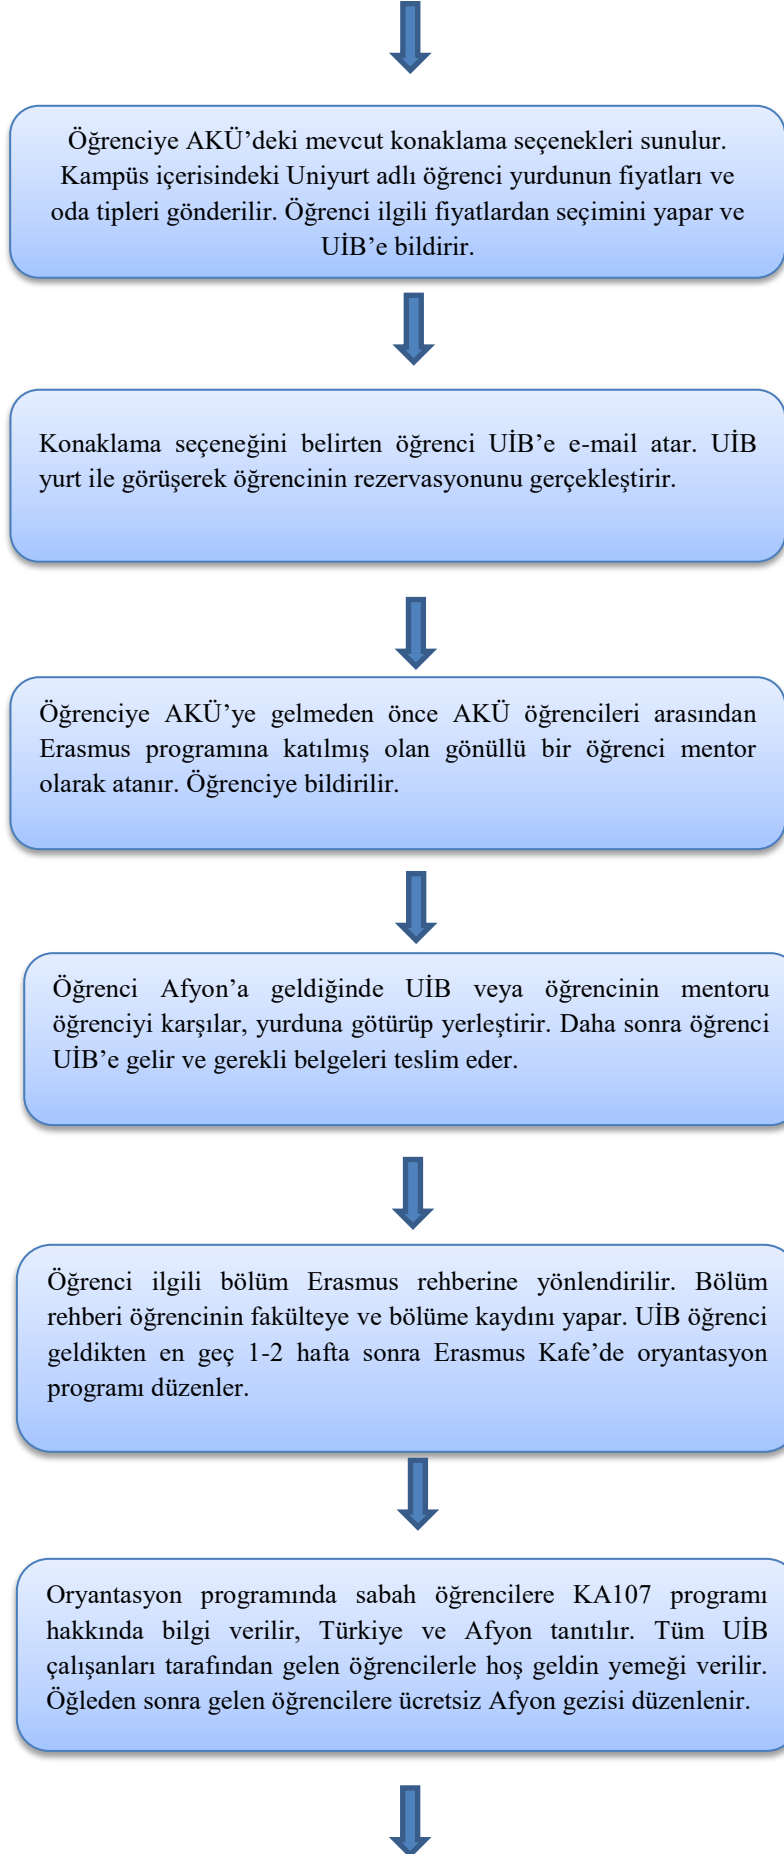 Öğrenciye AKÜ’deki mevcut konaklama seçenekleri sunulur.
Kampüs içerisindeki Uniyurt adlı öğrenci yurdunun fiyatları ve
oda tipleri gönderilir. Öğrenci ilgili fiyatlardan seçimini yapar ve
UİB’e bildirir.
Konaklama seçeneğini belirten öğrenci UİB’e e-mail atar. UİB
yurt ile görüşerek öğrencinin rezervasyonunu gerçekleştirir.
Öğrenciye AKÜ’ye gelmeden önce AKÜ öğrencileri arasından
Erasmus programına katılmış olan gönüllü bir öğrenci mentor
olarak atanır. Öğrenciye bildirilir.
Öğrenci Afyon’a geldiğinde UİB veya öğrencinin mentoru
öğrenciyi karşılar, yurduna götürüp yerleştirir. Daha sonra öğrenci
UİB’e gelir ve gerekli belgeleri teslim eder.
Öğrenci ilgili bölüm Erasmus rehberine yönlendirilir. Bölüm
rehberi öğrencinin fakülteye ve bölüme kaydını yapar. UİB öğrenci
geldikten en geç 1-2 hafta sonra Erasmus Kafe’de oryantasyon
programı düzenler.
Oryantasyon programında sabah öğrencilere KA107 programı
hakkında bilgi verilir, Türkiye ve Afyon tanıtılır. Tüm UİB
çalışanları tarafından gelen öğrencilerle hoş geldin yemeği verilir.
Öğleden sonra gelen öğrencilere ücretsiz Afyon gezisi düzenlenir.